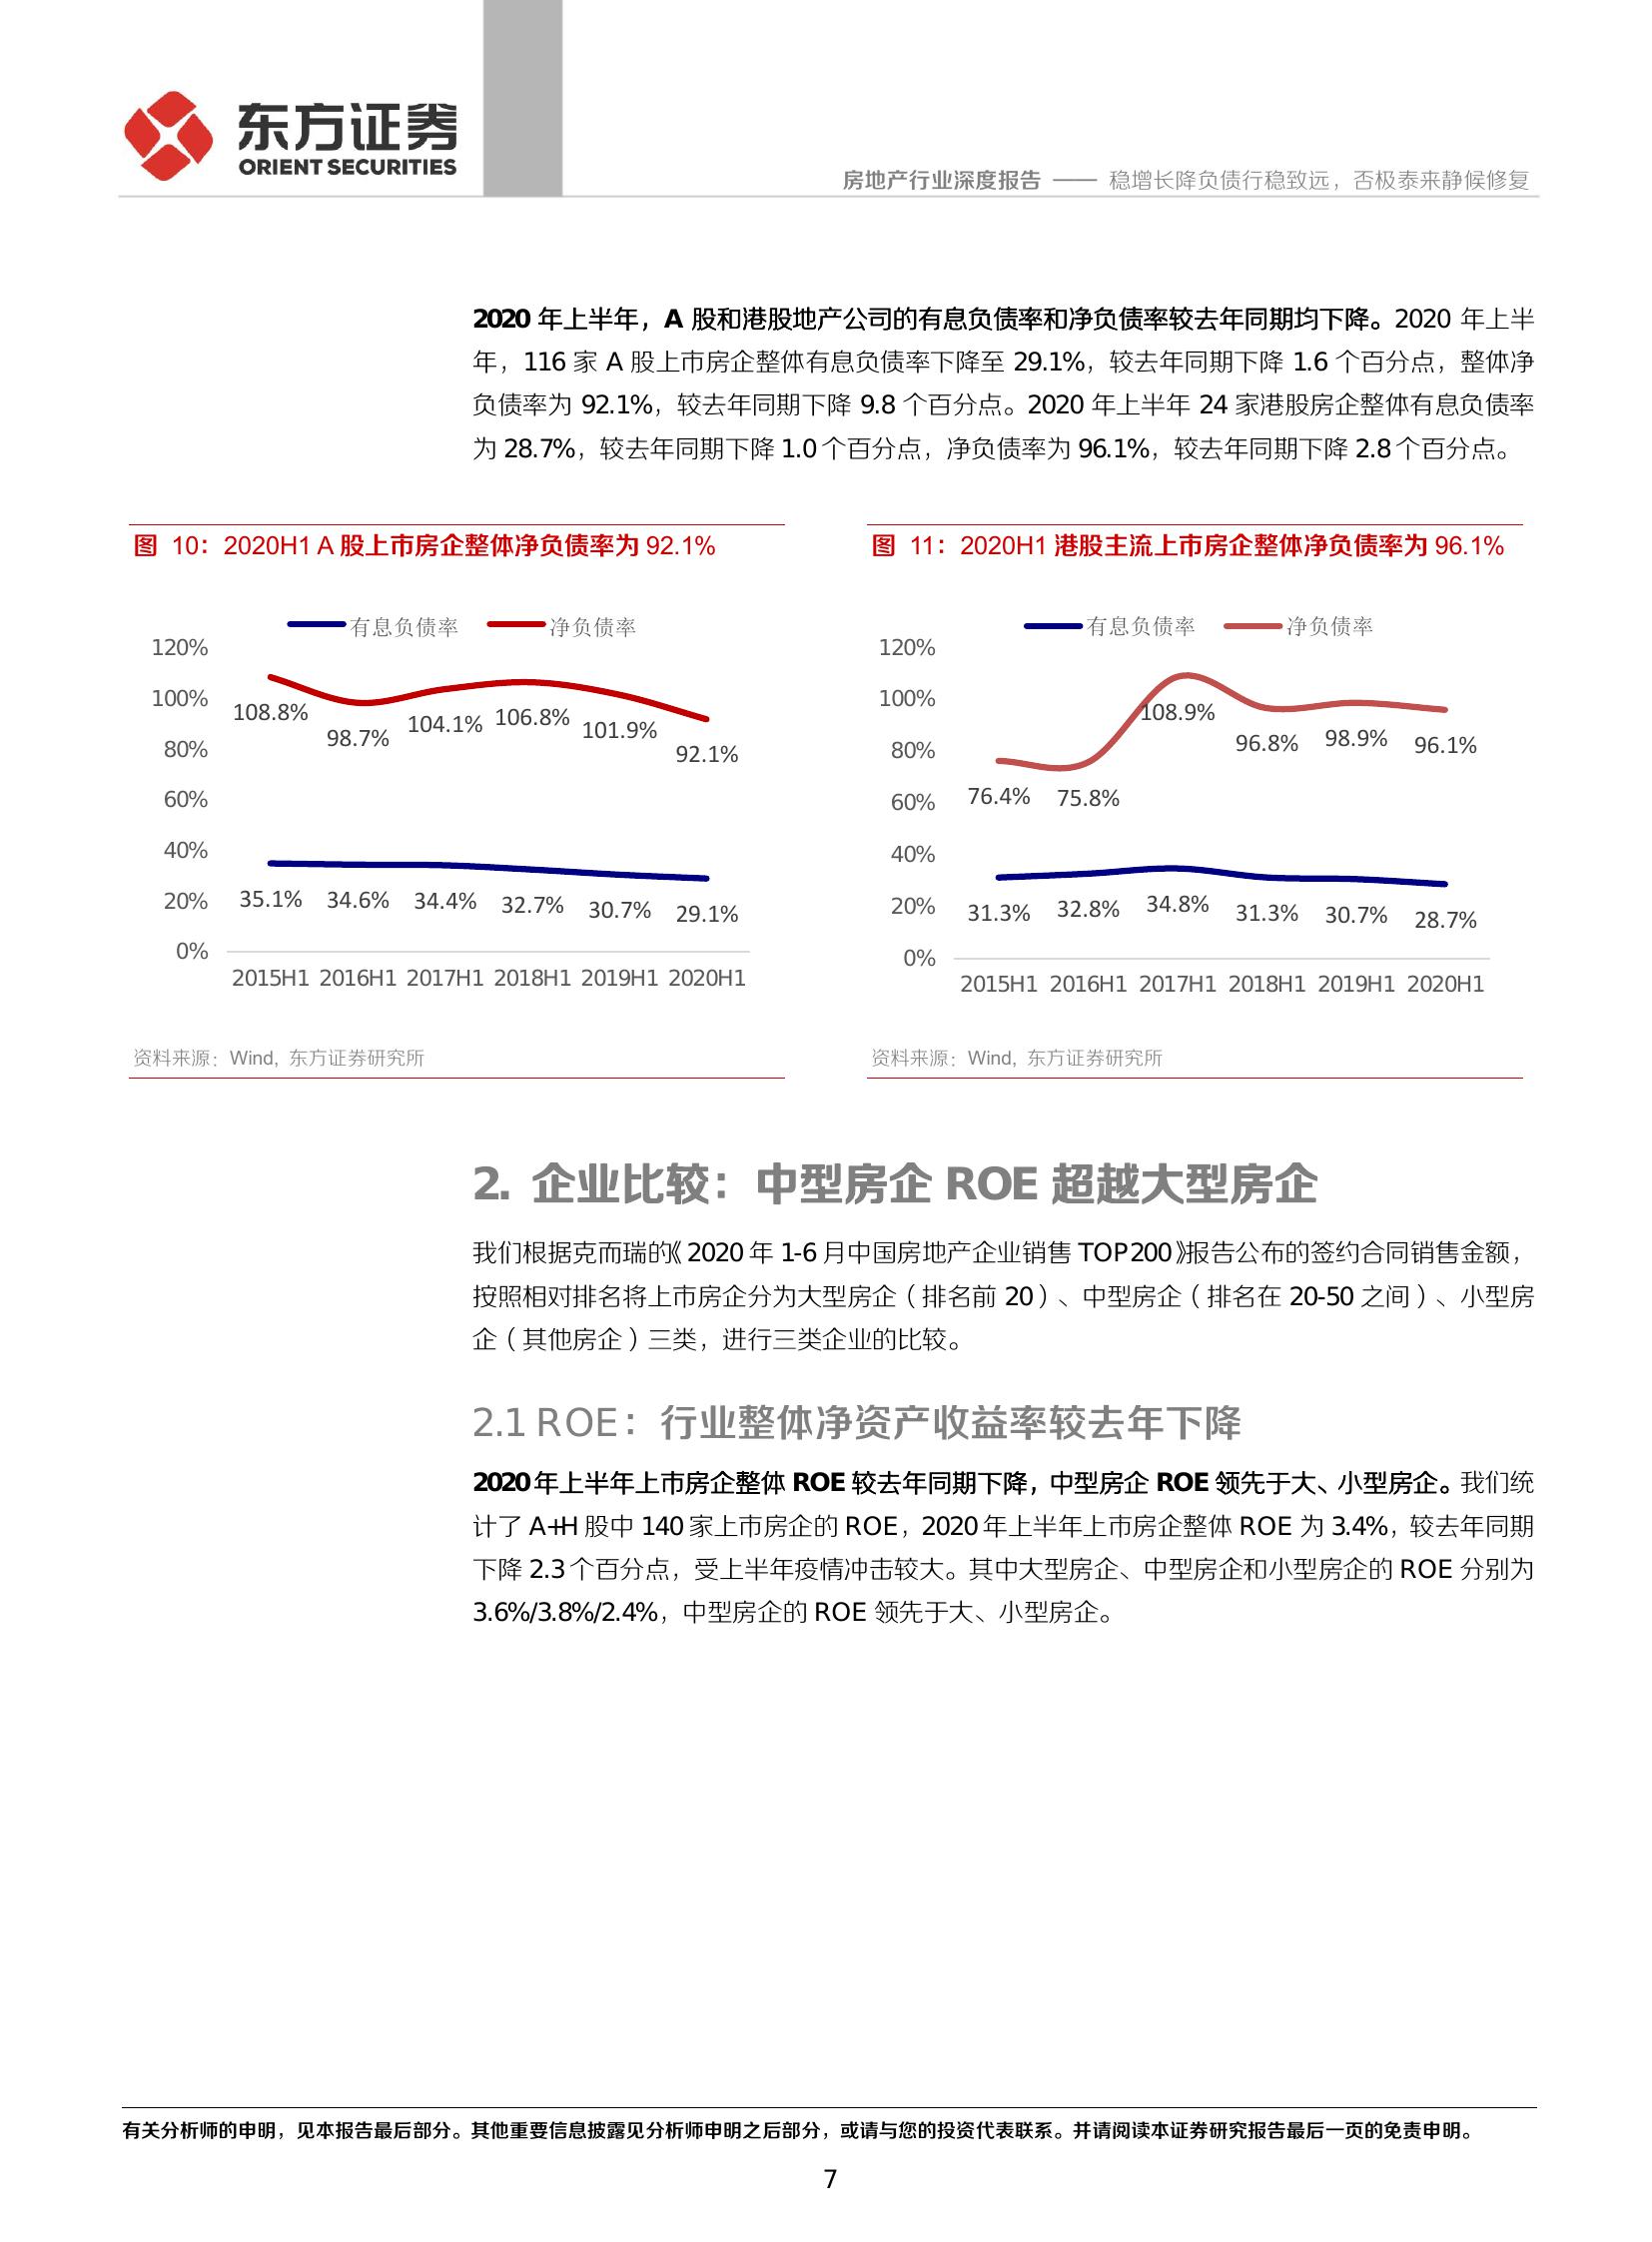 东方证券
ORIENT SECURITIES
房地产行业深度报告 —— 稳增长降负债行稳致远，否极泰来静候修复
2020 年上半年，A 股和港股地产公司的有息负债率和净负债率较去年同期均下降。2020 年上半
年，116 家 A 股上市房企整体有息负债率下降至 29.1%，较去年同期下降 1.6 个百分点，整体净
负债率为 92.1%，较去年同期下降 9.8 个百分点。2020 年上半年 24 家港股房企整体有息负债率
为 28.7%，较去年同期下降 1.0 个百分点，净负债率为 96.1%，较去年同期下降 2.8 个百分点。
图 10：2020H1 A 股上市房企整体净负债率为 92.1%
有息负债率 净负债率
120%
100%
80%
60%
40%
20%
0%
108.8% 98.7% 104.1% 106.8% 101.9% 92.1%
35.1% 34.6% 34.4% 32.7% 30.7% 29.1%
2015H1 2016H1 2017H1 2018H1 2019H1 2020H1
资料来源：Wind, 东方证券研究所
图 11：2020H1 港股主流上市房企整体净负债率为 96.1%
有息负债率 净负债率
120%
100%
80%
60%
40%
20%
0%
76.4% 75.8% 108.9% 96.8% 98.9% 96.1%
31.3% 32.8% 34.8% 31.3% 30.7% 28.7%
2015H1 2016H1 2017H1 2018H1 2019H1 2020H1
资料来源：Wind, 东方证券研究所
2. 企业比较：中型房企 ROE 超越大型房企
我们根据克而瑞的《2020 年 1-6 月中国房地产企业销售 TOP200》报告公布的签约合同销售金额，
按照相对排名将上市房企分为大型房企（排名前 20）、中型房企（排名在 20-50 之间）、小型房
企（其他房企）三类，进行三类企业的比较。
2.1 ROE：行业整体净资产收益率较去年下降
2020 年上半年上市房企整体 ROE 较去年同期下降，中型房企 ROE 领先于大、小型房企。我们统
计了 A+H 股中 140 家上市房企的 ROE，2020 年上半年上市房企整体 ROE 为 3.4%，较去年同期
下降 2.3 个百分点，受上半年疫情冲击较大。其中大型房企、中型房企和小型房企的 ROE 分别为
3.6%/3.8%/2.4%，中型房企的 ROE 领先于大、小型房企。
有关分析师的申明，见本报告最后部分。其他重要信息披露见分析师申明之后部分，或请与您的投资代表联系。并请阅读本证券研究报告最后一页的免责申明。
7